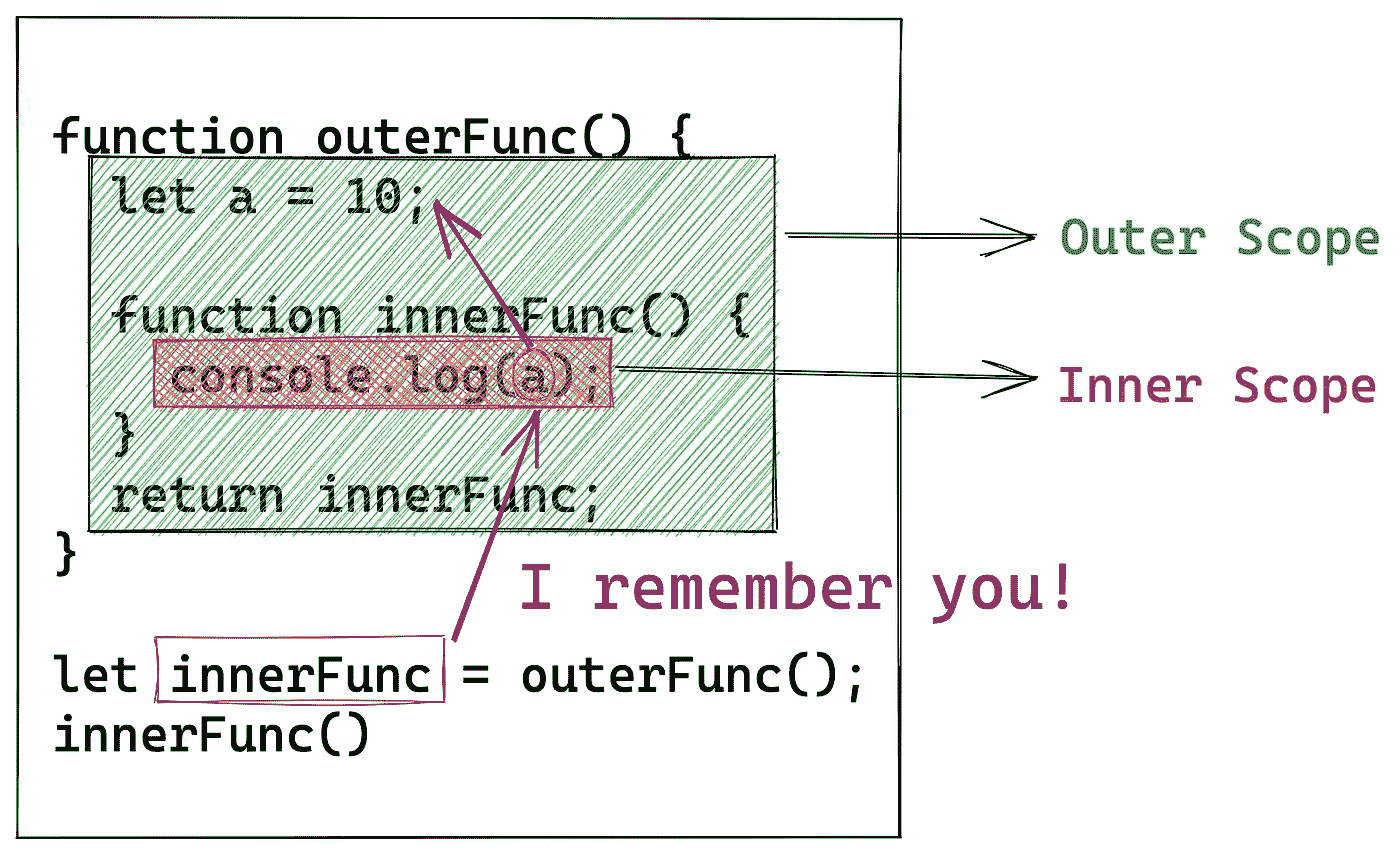 function outerFunc() {
let a = 10;
Outer Scope
function innerFunc() {
console.log(a);
Inner Scope
}
return innerFunc;
}
I remember you!
let innerFunc = outerFunc();
innerFunc()